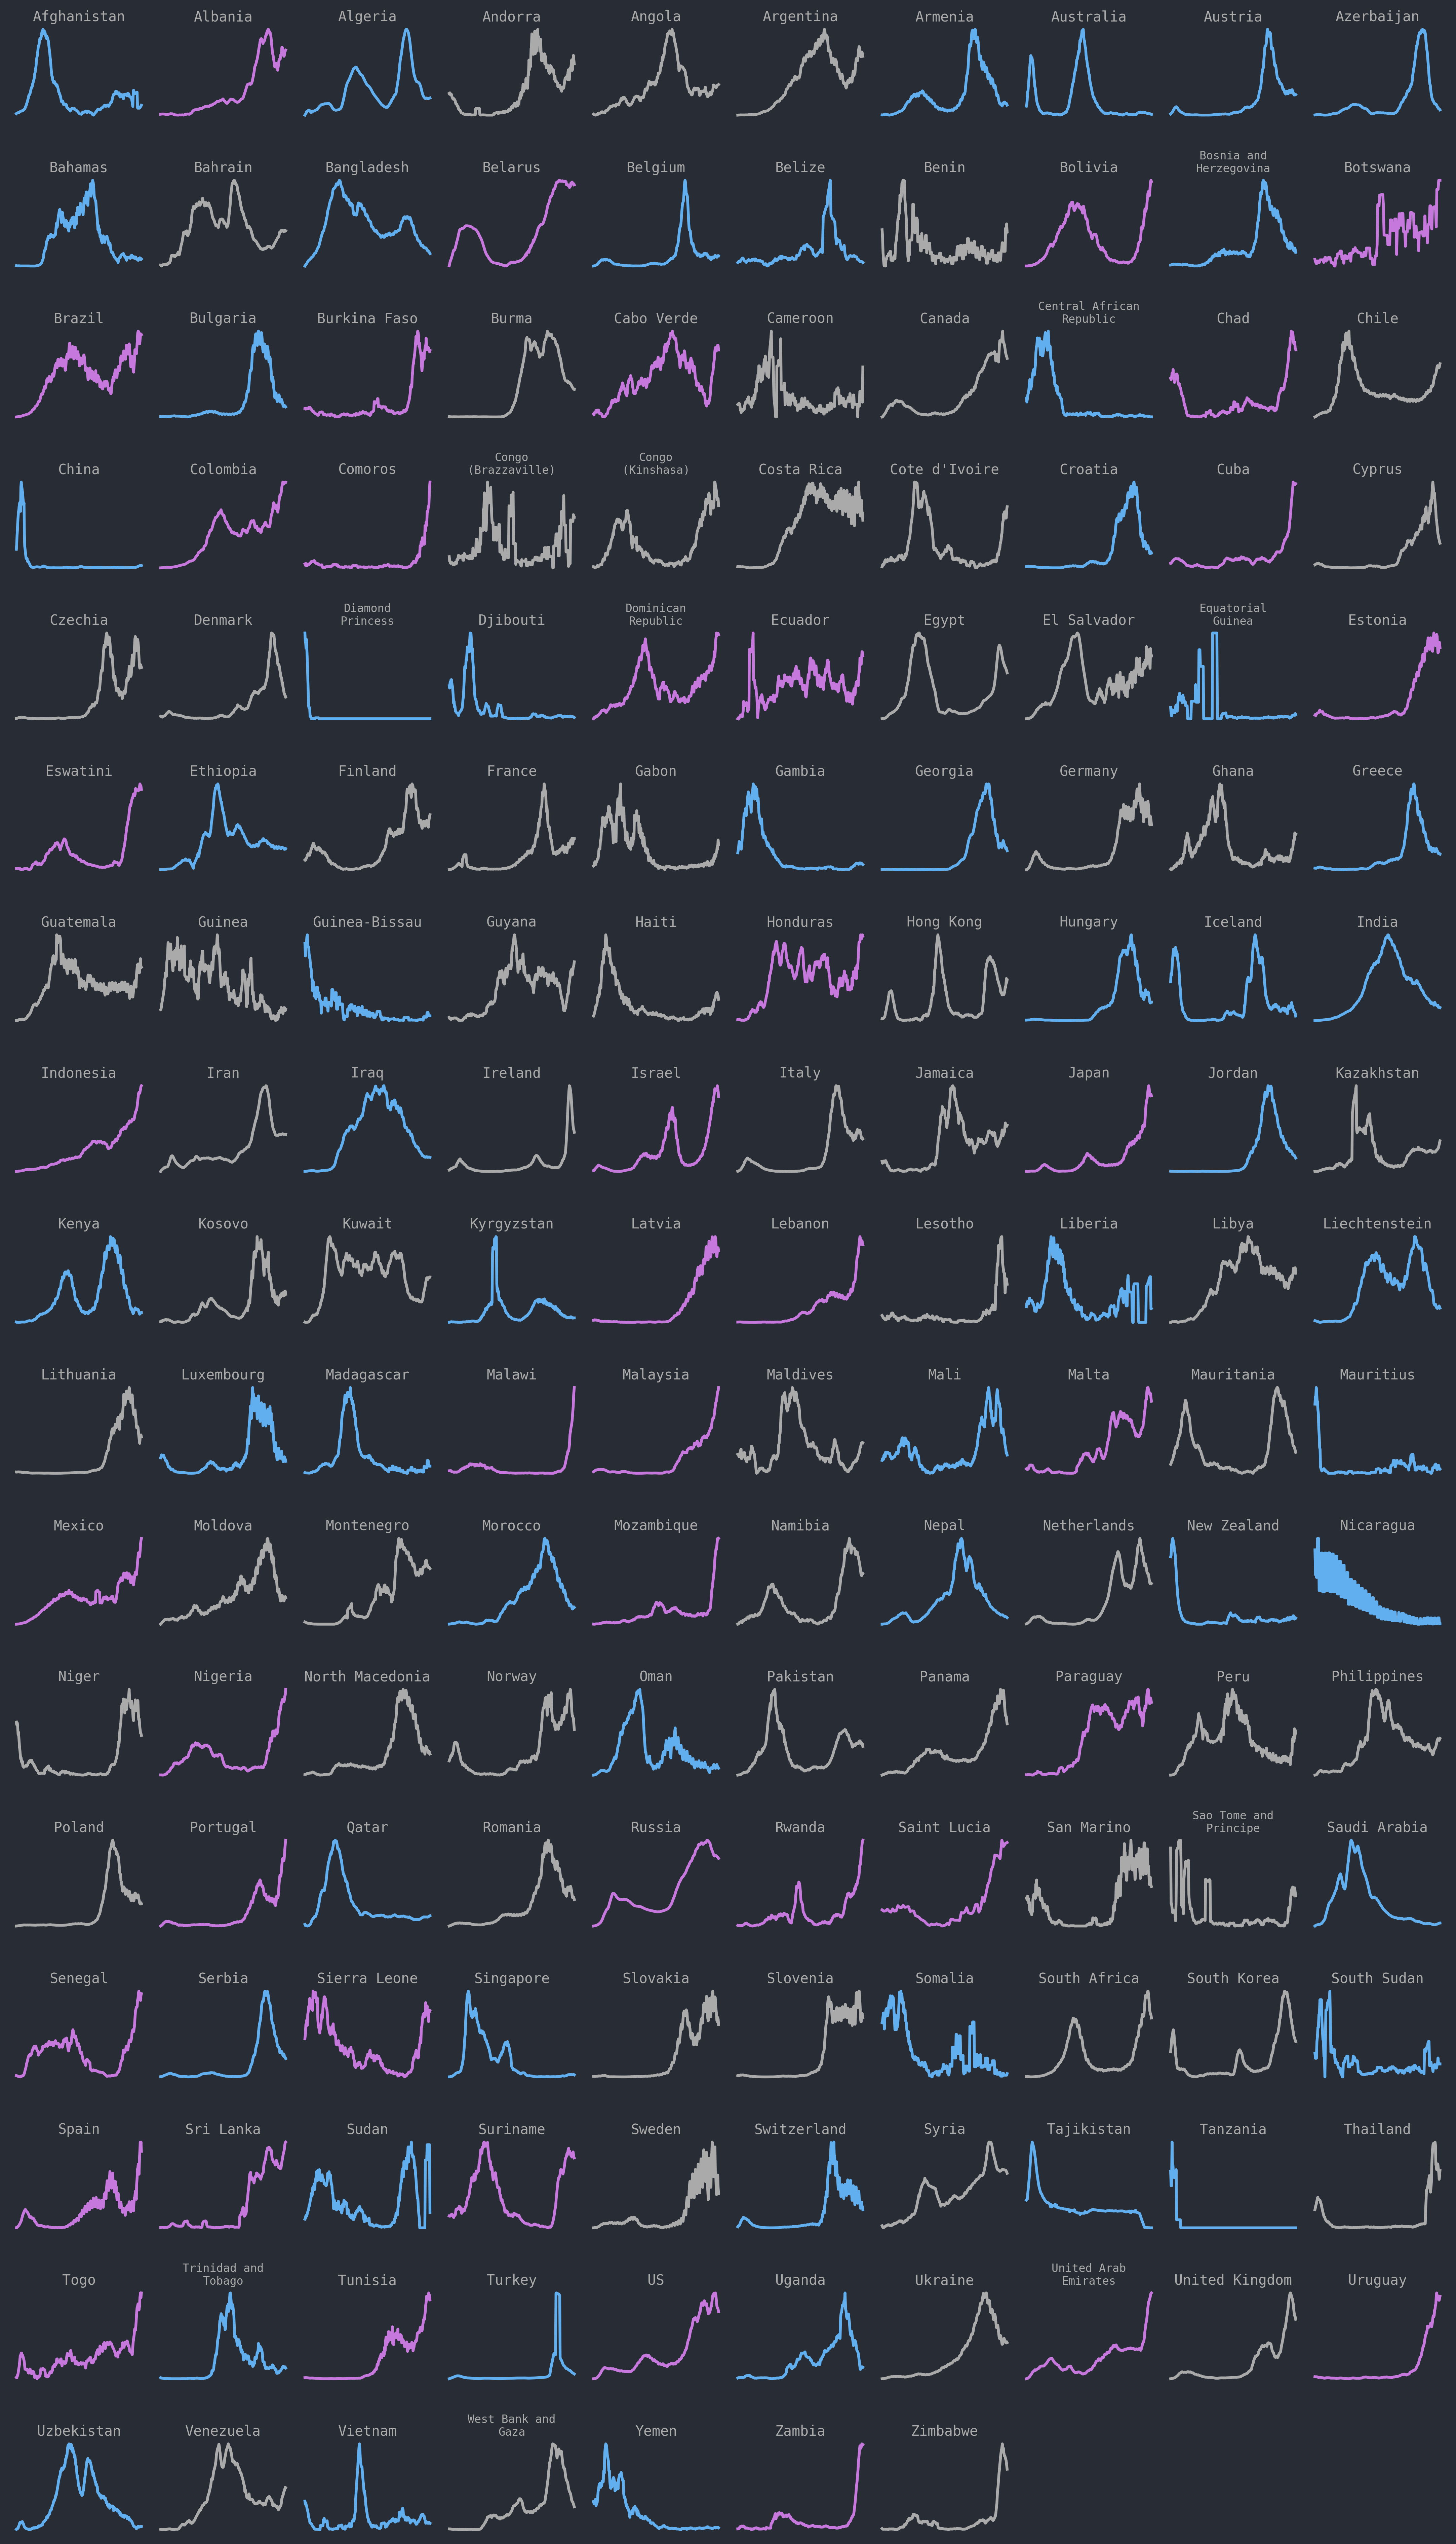 Afghanistan
Albania
Algeria
Andorra
Angola
Argentina
Armenia
Australia
Austria
Azerbaijan
Bahamas
Bahrain
Bangladesh
Belarus
Belgium
Belize
Benin
Bolivia
Bosnia and
Herzegovina
Botswana
Brazil
Bulgaria
Burkina Faso
Burma
Cabo Verde
Cameroon
Canada
Central African
Republic
Chad
Chile
China
Colombia
Comoros
Congo
(Brazzaville)
Congo
(Kinshasa)
Costa Rica
Cote d'Ivoire
Croatia
Cuba
Cyprus
Czechia
Denmark
Diamond
Princess
Djibouti
Dominican
Republic
Ecuador
Egypt
El Salvador
Equatorial
Guinea
Estonia
Eswatini
Ethiopia
Finland
France
Gabon
Gambia
Georgia
Germany
Ghana
Greece
Guatemala
Guinea
Guinea-Bissau
Guyana
Haiti
Honduras
Hong Kong
Hungary
Iceland
India
Indonesia
Iran
Iraq
Ireland
Israel
Italy
Jamaica
Japan
Jordan
Kazakhstan
Kenya
Kosovo
Kuwait
Kyrgyzstan
Latvia
Lebanon
Lesotho
Liberia
Libya
Liechtenstein
Lithuania
Luxembourg
Madagascar
Malawi
Malaysia
Maldives
Mali
Malta
Mauritania
Mauritius
Mexico
Moldova
Montenegro
Morocco
Mozambique
Namibia
Nepal
Netherlands
New Zealand
Nicaragua
Niger
Nigeria
North Macedonia
Norway
Oman
Pakistan
Panama
Paraguay
Peru
Philippines
Poland
Portugal
Qatar
Romania
Russia
Rwanda
Saint Lucia
San Marino
Sao Tome and
Principe
Saudi Arabia
Senegal
Serbia
Sierra Leone
Singapore
Slovakia
Slovenia
Somalia
South Africa
South Korea
South Sudan
Spain
Sri Lanka
Sudan
Suriname
Sweden
Switzerland
Syria
Tajikistan
Tanzania
Thailand
Togo
Trinidad and
Tobago
Tunisia
Turkey
US
Uganda
Ukraine
United Arab
Emirates
United Kingdom
Uruguay
Uzbekistan
Venezuela
Vietnam
West Bank and
Gaza
Yemen
Zambia
Zimbabwe